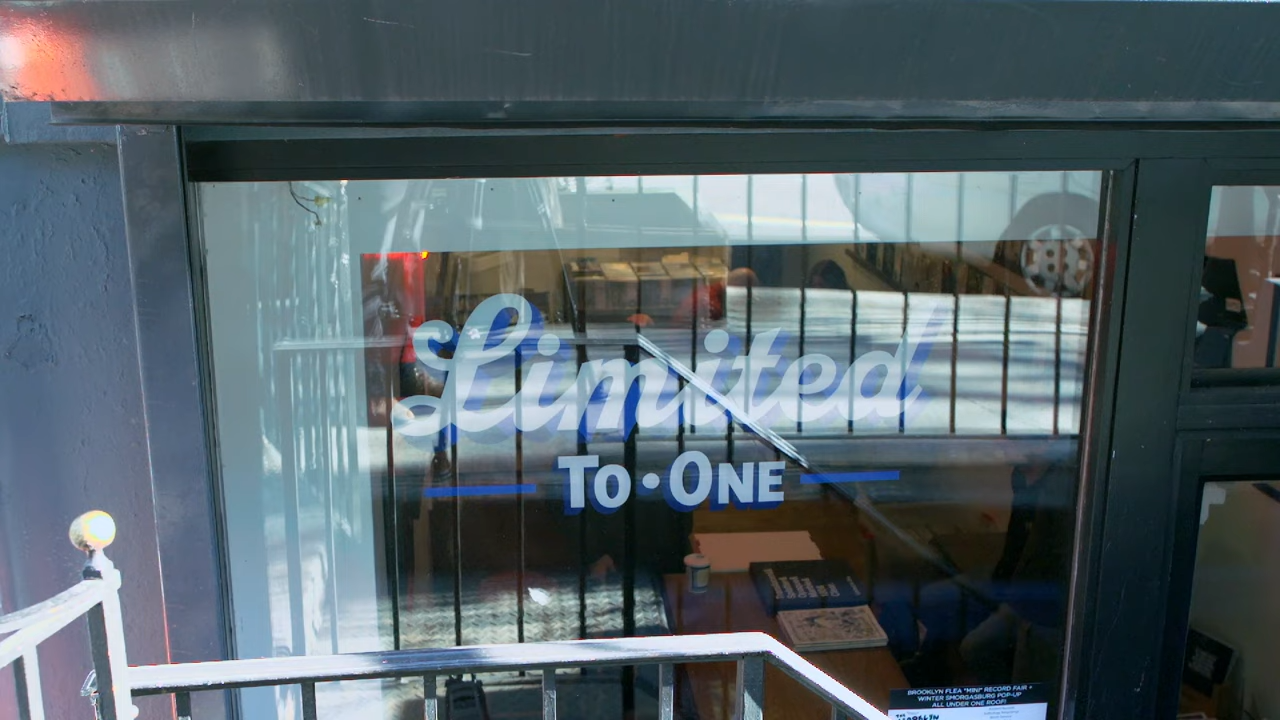 Limited
To·One
BROOKLYN FLEA "MINI" RECORD FAIR +
WINTER SMORGASBURG POP-UP
ALL UNDER ONE ROOF!